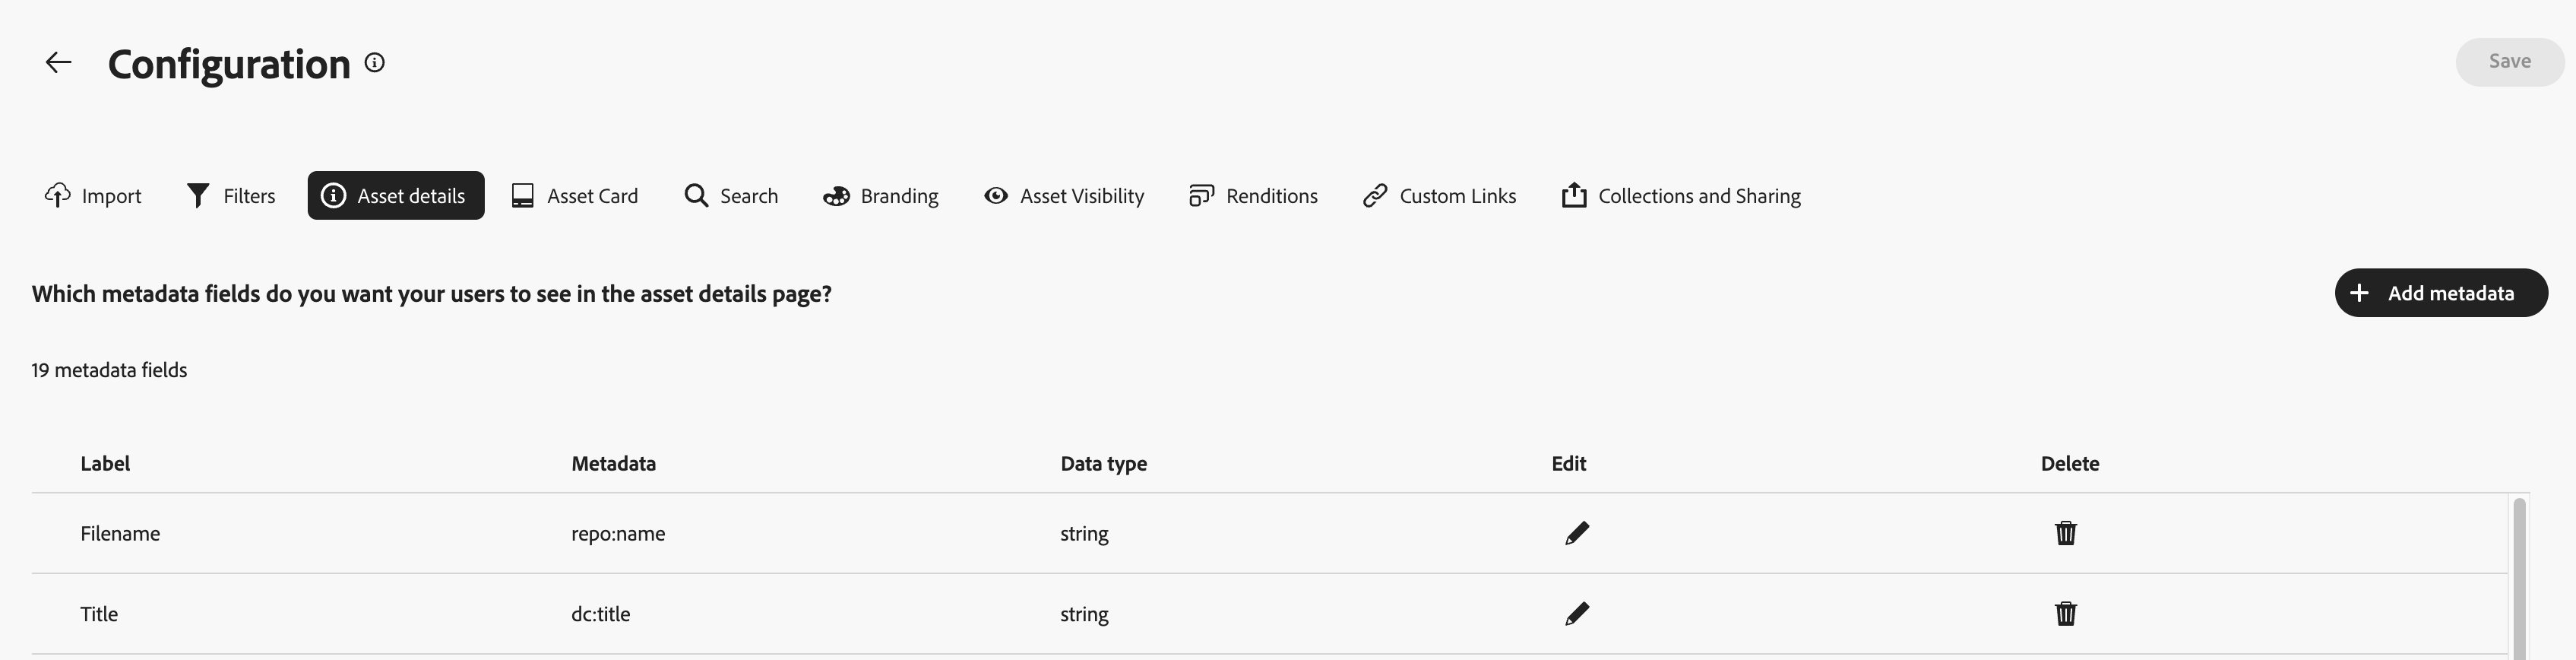 Configuration
Save
Import Filters Asset details Asset Card Search Branding Asset Visibility Renditions Custom Links Collections and Sharing
Which metadata fields do you want your users to see in the asset details page?
Add metadata
19 metadata fields
Label Metadata Data type Edit Delete
Filename repo:name string
Title dc:title string